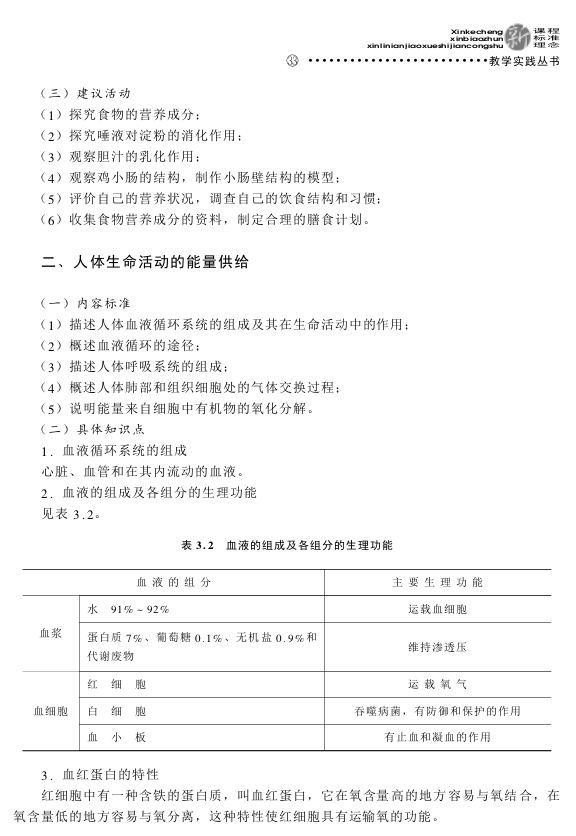 Xinkecheng
xinbiaozhun
xinlinianjiaoxueshijiancongshu
新
课程
标准
理念
33 教学实践丛书
（三）建议活动
（1）探究食物的营养成分；
（2）探究唾液对淀粉的消化作用；
（3）观察胆汁的乳化作用；
（4）观察鸡小肠的结构，制作小肠壁结构的模型；
（5）评价自己的营养状况，调查自己的饮食结构和习惯；
（6）收集食物营养成分的资料，制定合理的膳食计划。
二、人体生命活动的能量供给
（一）内容标准
（1）描述人体血液循环系统的组成及其在生命活动中的作用；
（2）概述血液循环的途径；
（3）描述人体呼吸系统的组成；
（4）概述人体肺部和组织细胞处的气体交换过程；
（5）说明能量来自细胞中有机物的氧化分解。
（二）具体知识点
1．血液循环系统的组成
心脏、血管和在其内流动的血液。
2．血液的组成及各组分的生理功能
见表 3.2。
表 3.2 血液的组成及各组分的生理功能
血液的组分 主要生理功能
血浆 水 91%～92% 运载血细胞
蛋白质 7%、葡萄糖 0.1%、无机盐 0.9%和
代谢废物 维持渗透压
血细胞 红细胞 运载氧气
白细胞 吞噬病菌，有防御和保护的作用
血小板 有止血和凝血的作用
3．血红蛋白的特性
红细胞中有一种含铁的蛋白质，叫血红蛋白，它在氧含量高的地方容易与氧结合，在
氧含量低的地方容易与氧分离，这种特性使红细胞具有运输氧的功能。